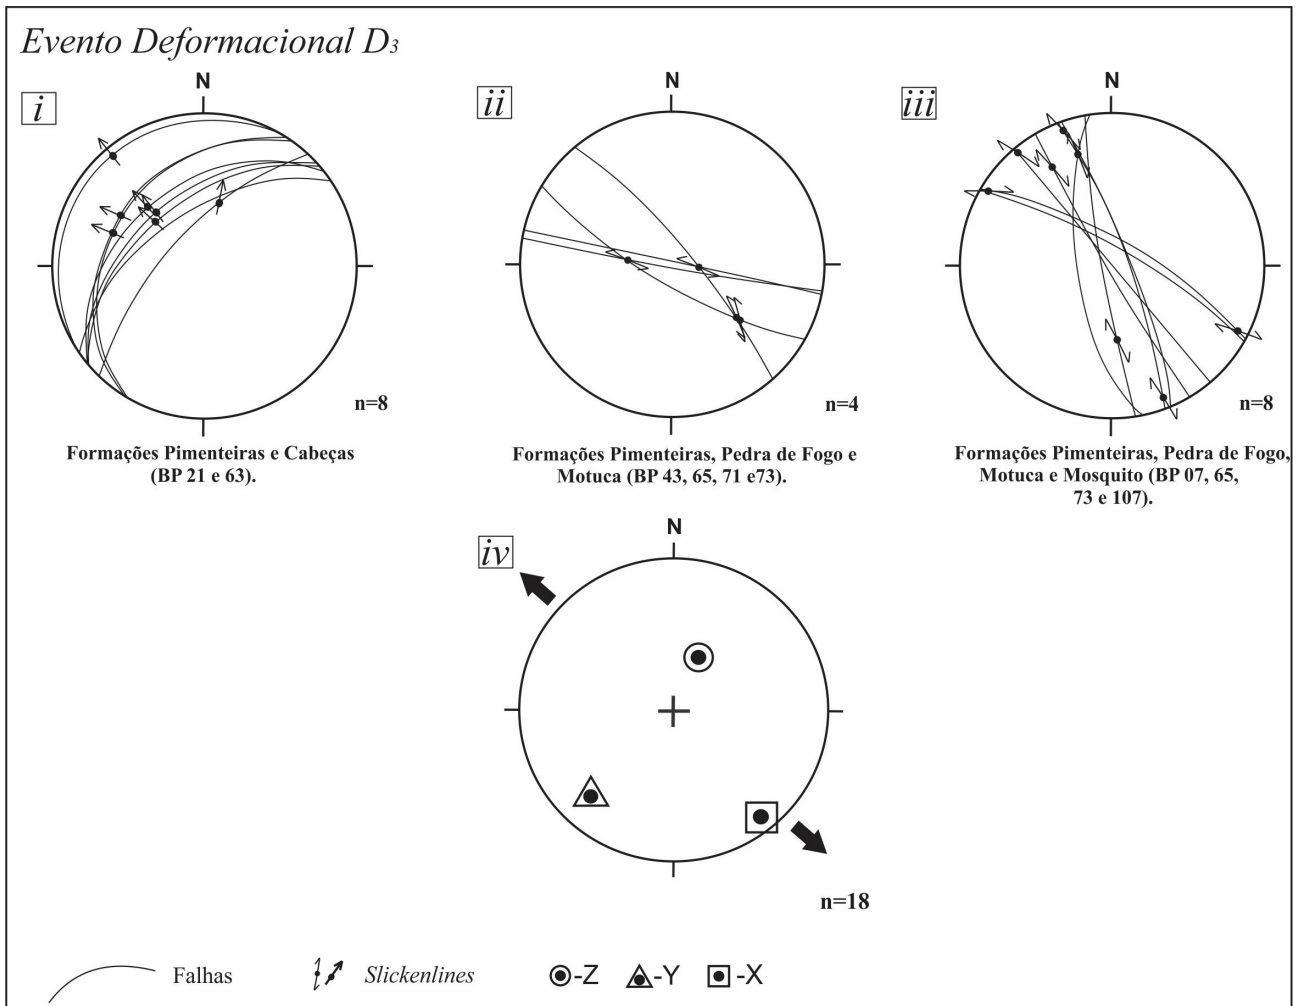 Evento Deformacional D3
i
N
n=8
Formações Pimenteiras e Cabeças
(BP 21 e 63).
ii
N
n=4
Formações Pimenteiras, Pedra de Fogo e
Motuca (BP 43, 65, 71 e73).
iii
N
n=8
Formações Pimenteiras, Pedra de Fogo,
Motuca e Mosquito (BP 07, 65,
73 e 107).
iv
N
n=18
Falhas
Slickenlines
-Z
-Y
-X